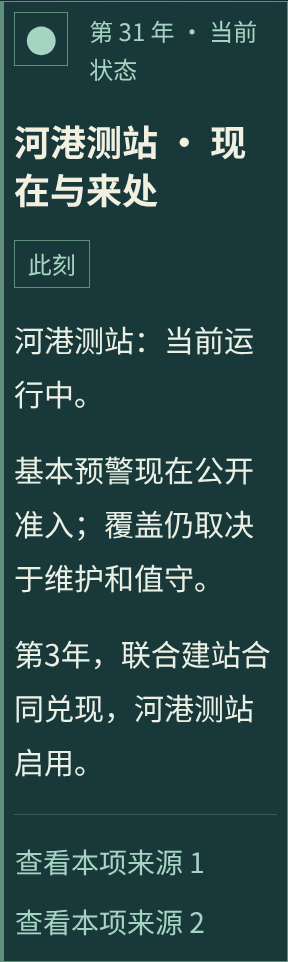 第 31 年 · 当前
状态
河港测站 · 现
在与来处
此刻
河港测站：当前运
行中。
基本预警现在公开
准入；覆盖仍取决
于维护和值守。
第3年，联合建站合
同兑现，河港测站
启用。
查看本项来源 1
查看本项来源 2